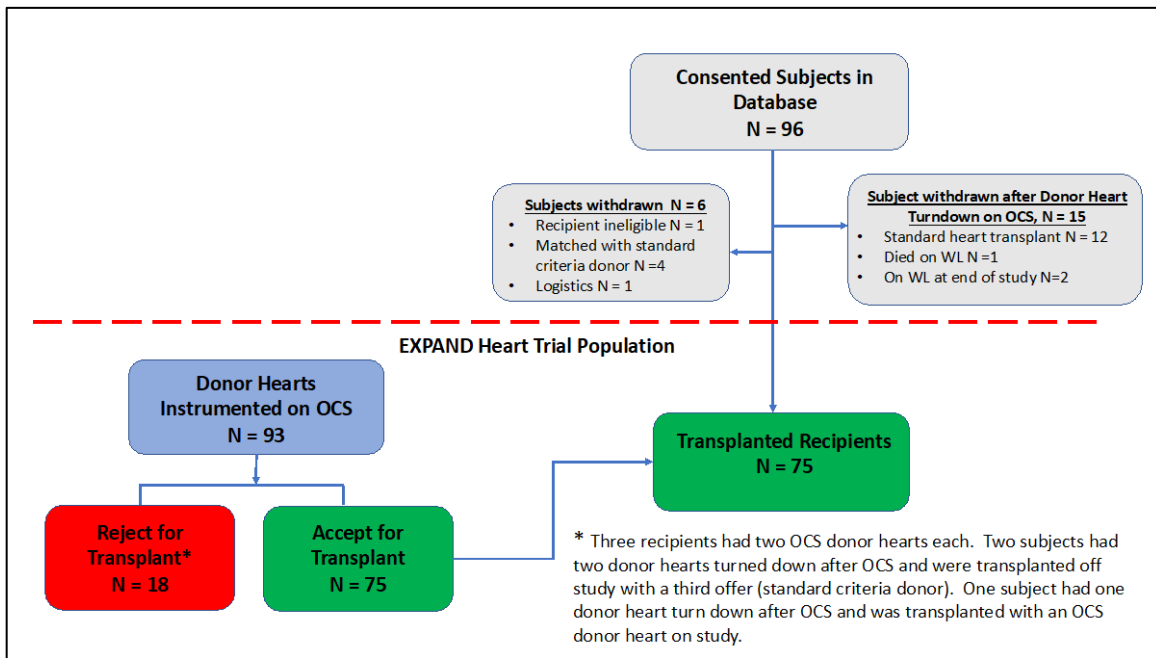 Consented Subjects in
Database
N = 96
Subjects withdrawn N = 6
• Recipient ineligible N = 1
• Matched with standard
criteria donor N =4
• Logistics N = 1
Subject withdrawn after Donor Heart
Turndown on OCS, N = 15
• Standard heart transplant N = 12
• Died on WL N =1
• On WL at end of study N=2
EXPAND Heart Trial Population
Donor Hearts
Instrumented on OCS
N = 93
Reject for
Transplant*
N = 18
Accept for
Transplant
N = 75
Transplanted Recipients
N = 75
* Three recipients had two OCS donor hearts each. Two subjects had
two donor hearts turned down after OCS and were transplanted off
study with a third offer (standard criteria donor). One subject had one
donor heart turn down after OCS and was transplanted with an OCS
donor heart on study.